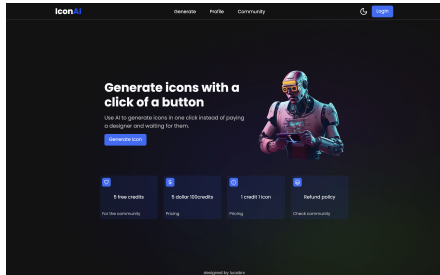 IconAI
Generate Profile Community
Login
Generate icons with a
click of a button
Use AI to generate icons in one click instead of paying
a designer and waiting for them.
Generate icon
5 free credits
For the community
5 dollar 100credits
Pricing
1 credit 1 icon
Pricing
Refund policy
Check community
designed by